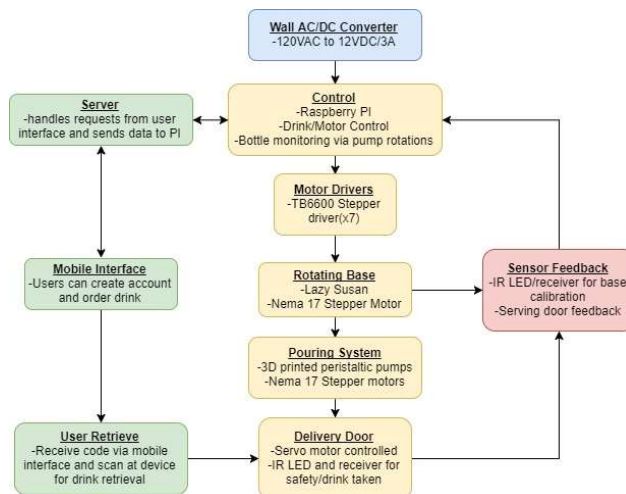 Wall AC/DC Converter
-120VAC to 12VDC/3A
Server
-handles requests from user
interface and sends data to PI
Control
-Raspberry PI
-Drink/Motor Control
-Bottle monitoring via pump rotations
Motor Drivers
-TB6600 Stepper
driver(x7)
Mobile Interface
-Users can create account
and order drink
Rotating Base
-Lazy Susan
-Nema 17 Stepper Motor
Sensor Feedback
-IR LED/receiver for base
calibration
-Serving door feedback
Pouring System
-3D printed peristaltic pumps
-Nema 17 Stepper motors
User Retrieve
-Receive code via mobile
interface and scan at device
for drink retrieval
Delivery Door
-Servo motor controlled
-IR LED and receiver for
safety/drink taken